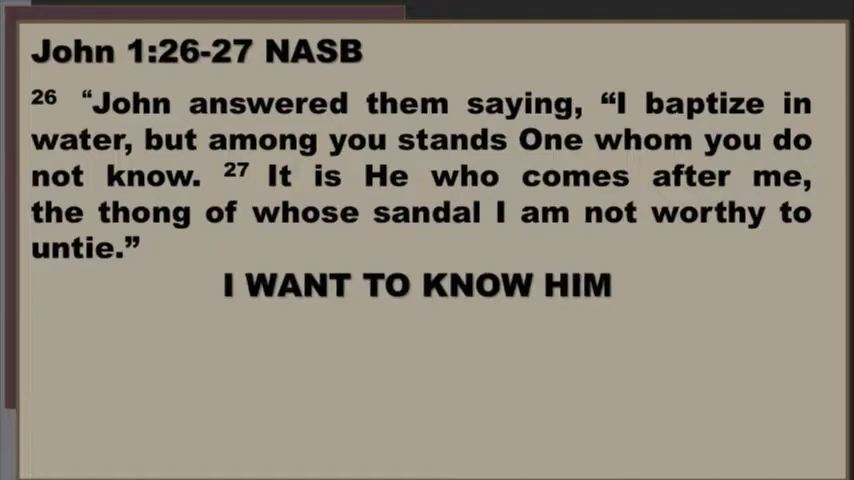 John 1:26-27 NASB
26 “John answered them saying, “I baptize in
water, but among you stands One whom you do
not know. 27 It is He who comes after me,
the thong of whose sandal I am not worthy to
untie.”
I WANT TO KNOW HIM